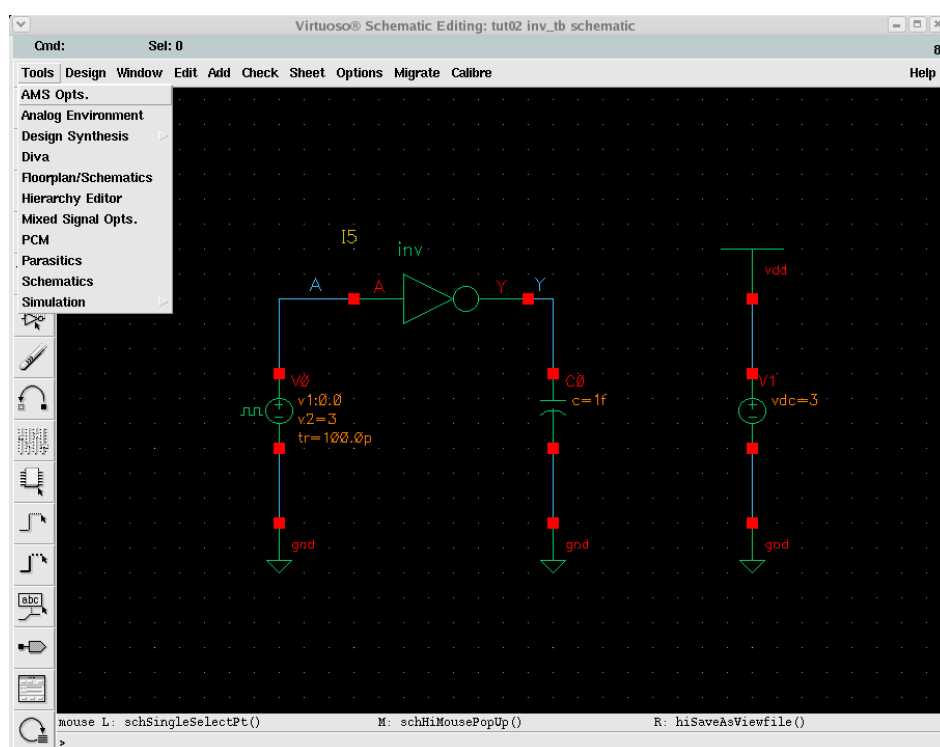 Virtuoso® Schematic Editing: tut02 inv_tb schematic
Cmd: Sel: 0 8
Tools Design Window Edit Add Check Sheet Options Migrate Calibre Help
AMS Opts.
Analog Environment
Design Synthesis
Diva
Floorplan/Schematics
Hierarchy Editor
Mixed Signal Opts.
PCM
Parasitics
Schematics
Simulation
I5
inv
vdd
A A Y Y
V0 C0 V1
v1:0.0 c=1f vdc=3
v2=3
tr=100.0p
gnd gnd gnd
abc
mouse L: schSingleSelectPt() M: schHiMousePopUp() R: hiSaveAsViewfile()
>